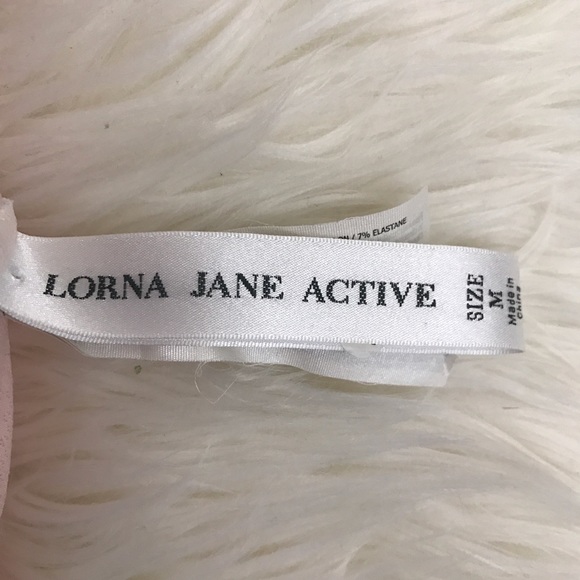 LORNA JANE ACTIVE
SIZE
M
Made in
China
/ 7% ELASTANE